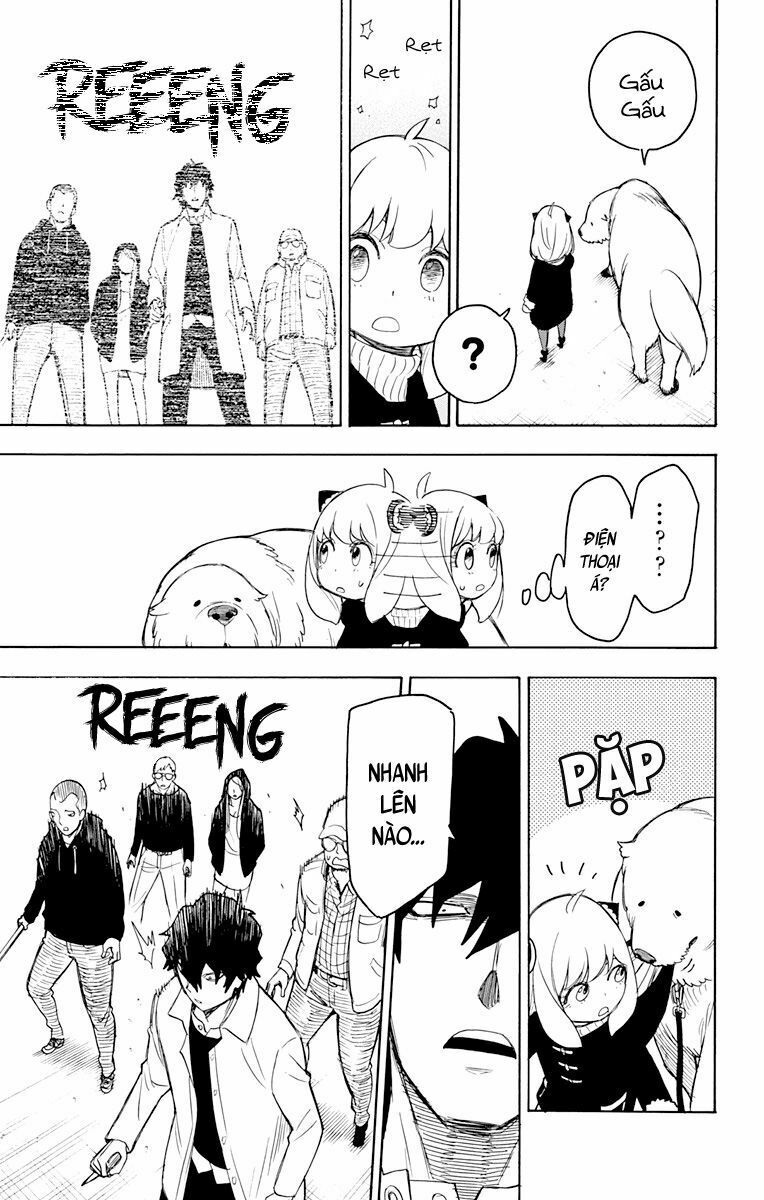 Gấu
Gấu
?
Rẹt
Rẹt
REEENG
...??
ĐIỆN
THOẠI
Á?
PẶP
NHANH
LÊN
NÀO...
REEENG